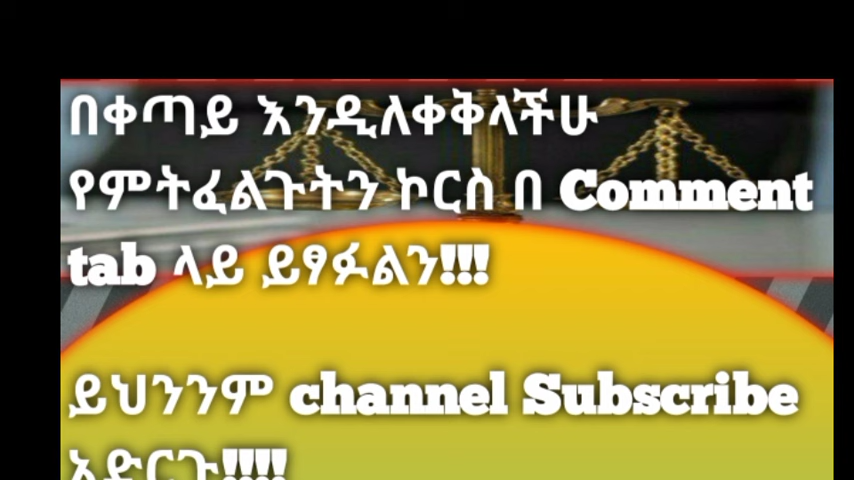 በቀጣይ እንዲለቀቅላችሁ
የምትፈልጉትን ኮርስ በ Comment
tab ላይ ይፃፉልን!!!
ይህንንም channel Subscribe
አድርጉ!!!!